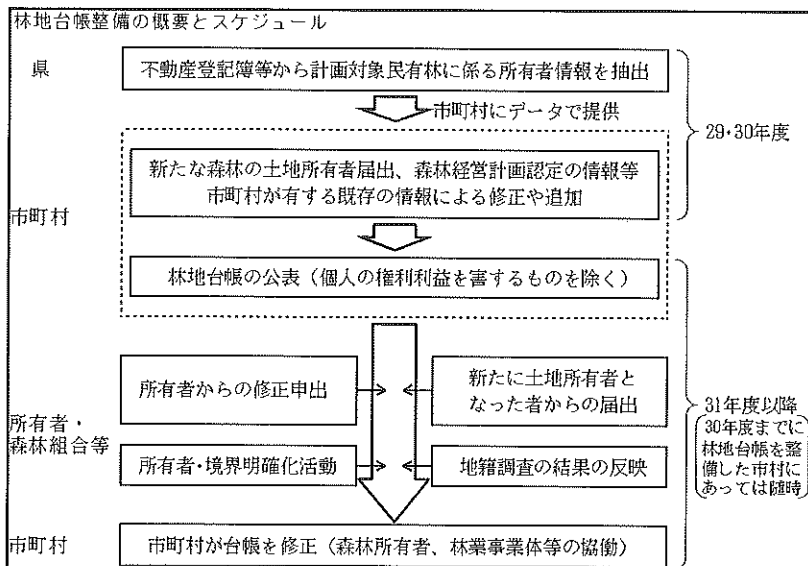 林地台帳整備の概要とスケジュール
県
不動産登記簿等から計画対象民有林に係る所有者情報を抽出
市町村にデータで提供
29・30年度
新たな森林の土地所有者届出、森林経営計画認定の情報等
市町村が有する既存の情報による修正や追加
市町村
林地台帳の公表（個人の権利利益を害するものを除く）
所有者からの修正申出
新たに土地所有者と
なった者からの届出
所有者・
森林組合等
31年度以降
30年度までに
林地台帳を整
備した市村に
あっては随時
所有者・境界明確化活動
地籍調査の結果の反映
市町村
市町村が台帳を修正（森林所有者、林業事業体等の協働）